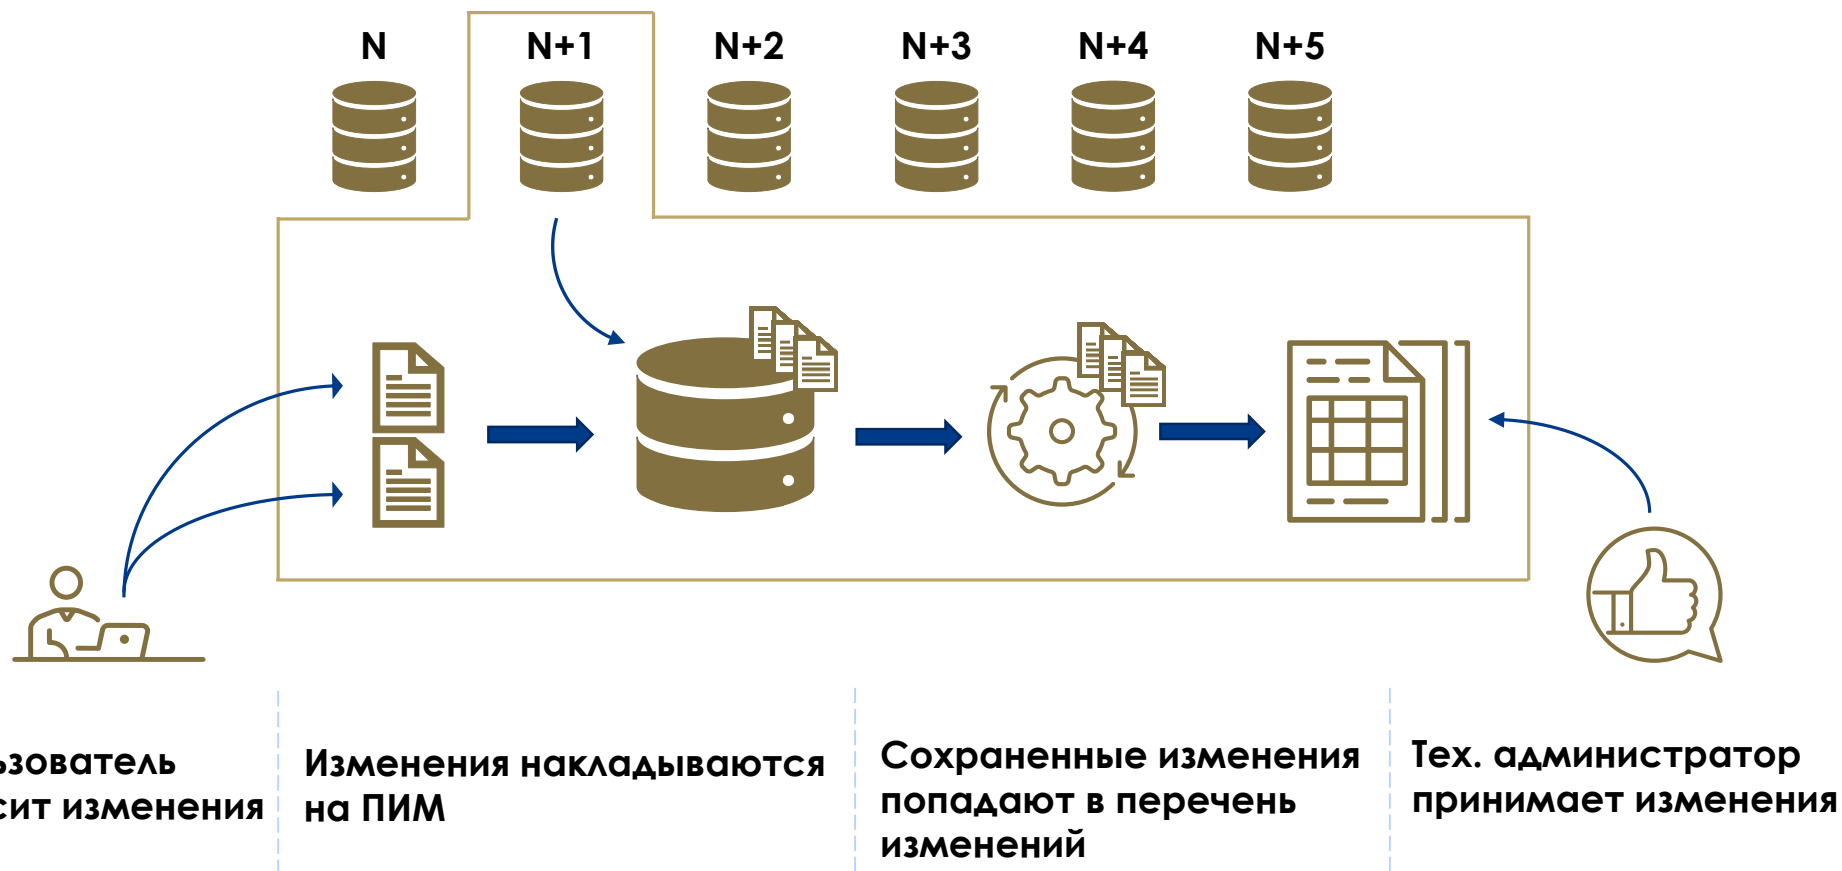 N N+1 N+2 N+3 N+4 N+5
ьзователь
сит изменения
Изменения накладываются
на ПИМ
Сохраненные изменения
попадают в перечень
изменений
Тех. администратор
принимает изменения